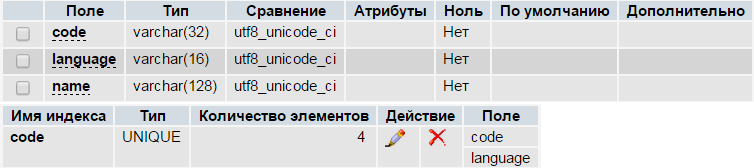 Поле Тип Сравнение Атрибуты Ноль По умолчанию Дополнительно
code varchar(32) utf8_unicode_ci Нет
language varchar(16) utf8_unicode_ci Нет
name varchar(128) utf8_unicode_ci Нет
Имя индекса Тип Количество элементов Действие Поле
code UNIQUE 4 code
language